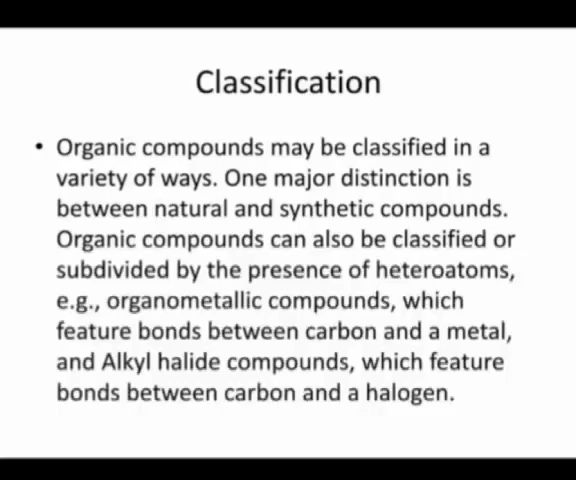 Classification
• Organic compounds may be classified in a
variety of ways. One major distinction is
between natural and synthetic compounds.
Organic compounds can also be classified or
subdivided by the presence of heteroatoms,
e.g., organometallic compounds, which
feature bonds between carbon and a metal,
and Alkyl halide compounds, which feature
bonds between carbon and a halogen.